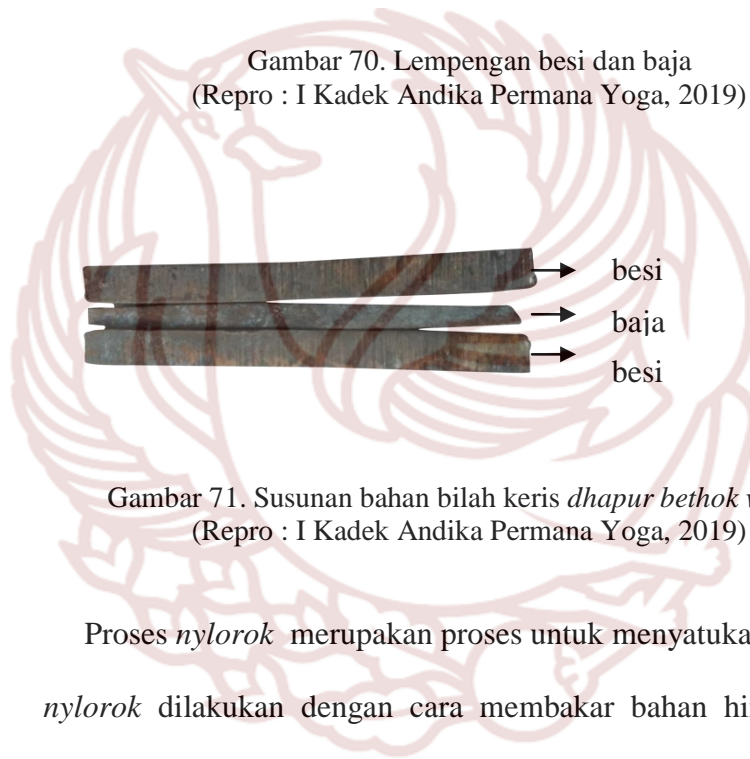 Gambar 70. Lempengan besi dan baja
(Repro : I Kadek Andika Permana Yoga, 2019)
besi
baja
besi
Gambar 71. Susunan bahan bilah keris dhapur bethok
(Repro : I Kadek Andika Permana Yoga, 2019)
Proses nylorok merupakan proses untuk
nylorok dilakukan dengan cara membakar bahan